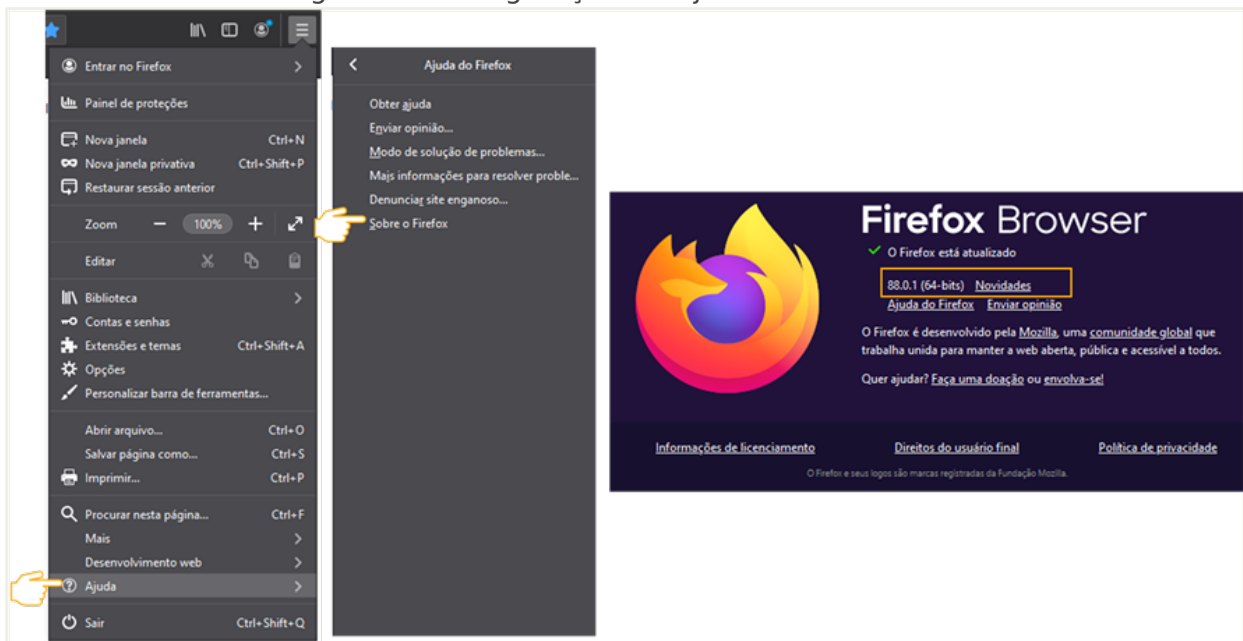 Entrar no Firefox
Painel de proteções
Nova janela Ctrl+N
Nova janela privativa Ctrl+Shift+P
Restaurar sessão anterior
Zoom 100%
Editar
Biblioteca
Contas e senhas
Extensões e temas Ctrl+Shift+A
Opções
Personalizar barra de ferramentas...
Abrir arquivo... Ctrl+O
Salvar página como... Ctrl+S
Imprimir... Ctrl+P
Procurar nesta página... Ctrl+F
Mais
Desenvolvimento web
Ajuda
Sair Ctrl+Shift+Q
Ajuda do Firefox
Obter ajuda
Enviar opinião...
Modo de solução de problemas...
Mais informações para resolver proble...
Denunciar site enganoso...
Sobre o Firefox
Firefox Browser
O Firefox está atualizado
88.0.1 (64-bits) Novidades
Ajuda do Firefox Enviar opinião
O Firefox é desenvolvido pela Mozilla, uma comunidade global que
trabalha unida para manter a web aberta, pública e acessível a todos.
Quer ajudar? Faça uma doação ou envolva-se!
Informações de licenciamento Direitos do usuário final Política de privacidade
O Firefox e seus logos são marcas registradas da Fundação Mozilla.